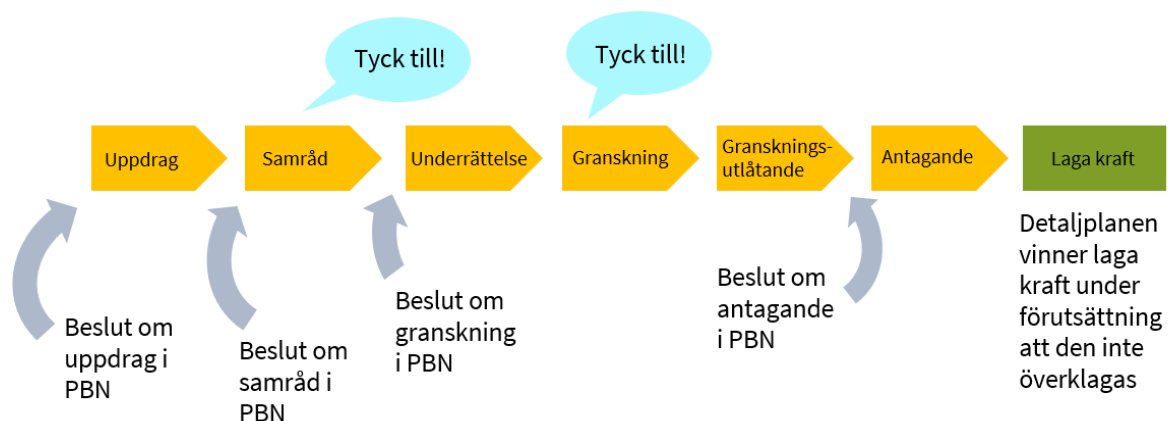 Tyck till!
Tyck till!
Uppdrag
Samråd
Underrättelse
Granskning
Gransknings-
utlåtande
Antagande
Laga kraft
Beslut om
uppdrag i
PBN
Beslut om
samråd i
PBN
Beslut om
granskning
i PBN
Beslut om
antagande
i PBN
Detaljplanen
vinner laga
kraft under
förutsättning
att den inte
överklagas